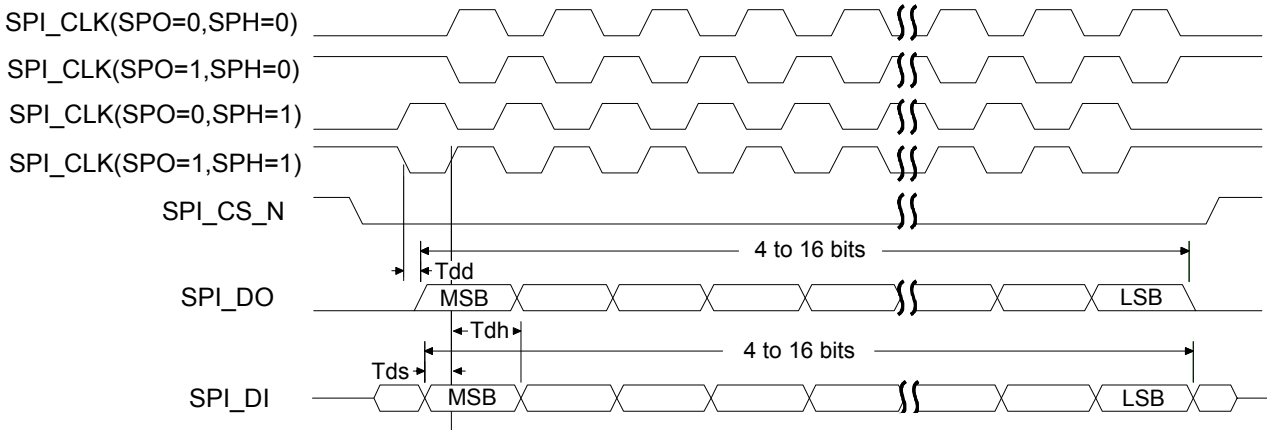 SPI_CLK(SPO=0,SPH=0)
SPI_CLK(SPO=1,SPH=0)
SPI_CLK(SPO=0,SPH=1)
SPI_CLK(SPO=1,SPH=1)
SPI_CS_N
4 to 16 bits
Tdd
SPI_DO
MSB
LSB
Tdh
4 to 16 bits
Tds
SPI_DI
MSB
LSB